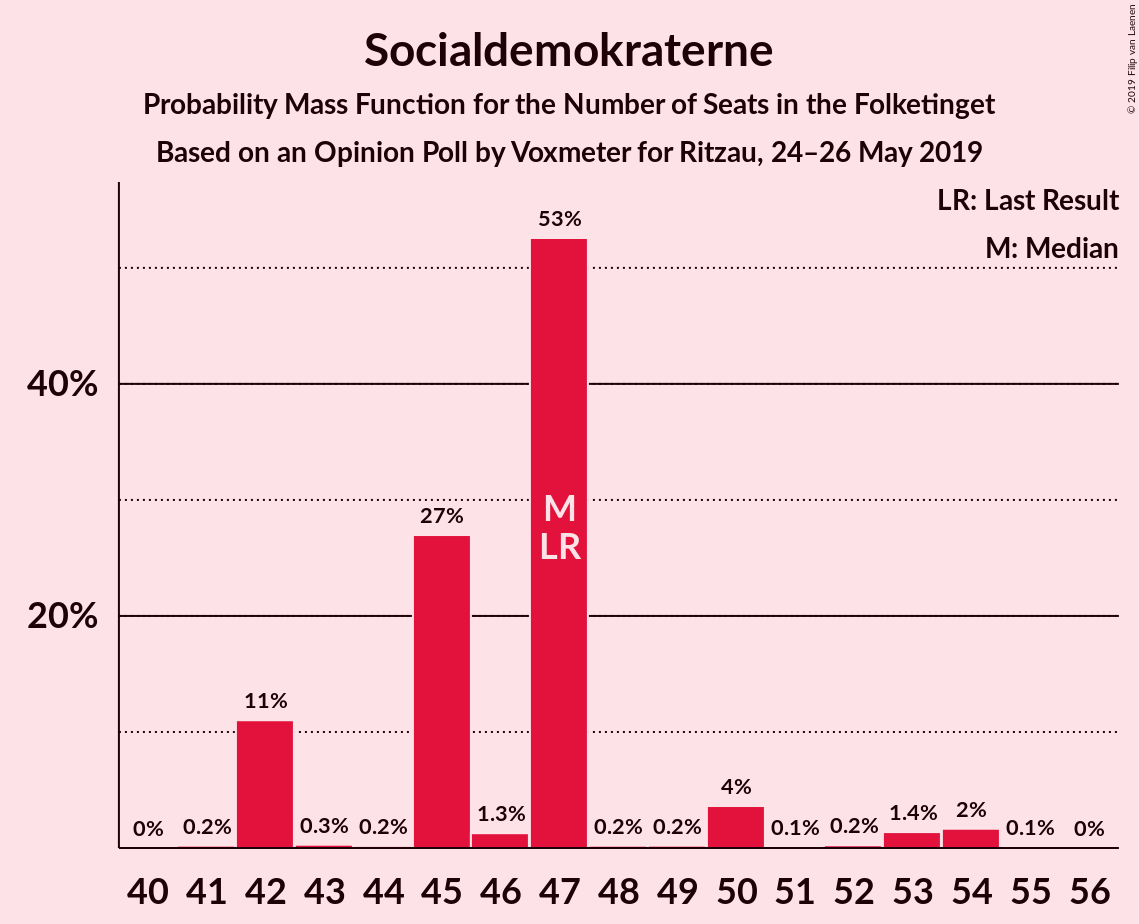 Socialdemokraterne
Probability Mass Function for the Number of Seats in the Folketinget
Based on an Opinion Poll by Voxmeter for Ritzau, 24–26 May 2019
© 2019 Filip van Laenen
LR: Last Result
M: Median
40%
20%
0%
0.2%
11%
0.3%
0.2%
27%
1.3%
53%
0.2%
0.2%
4%
0.1%
0.2%
1.4%
2%
0.1%
0%
M
LR
40 41 42 43 44 45 46 47 48 49 50 51 52 53 54 55 56